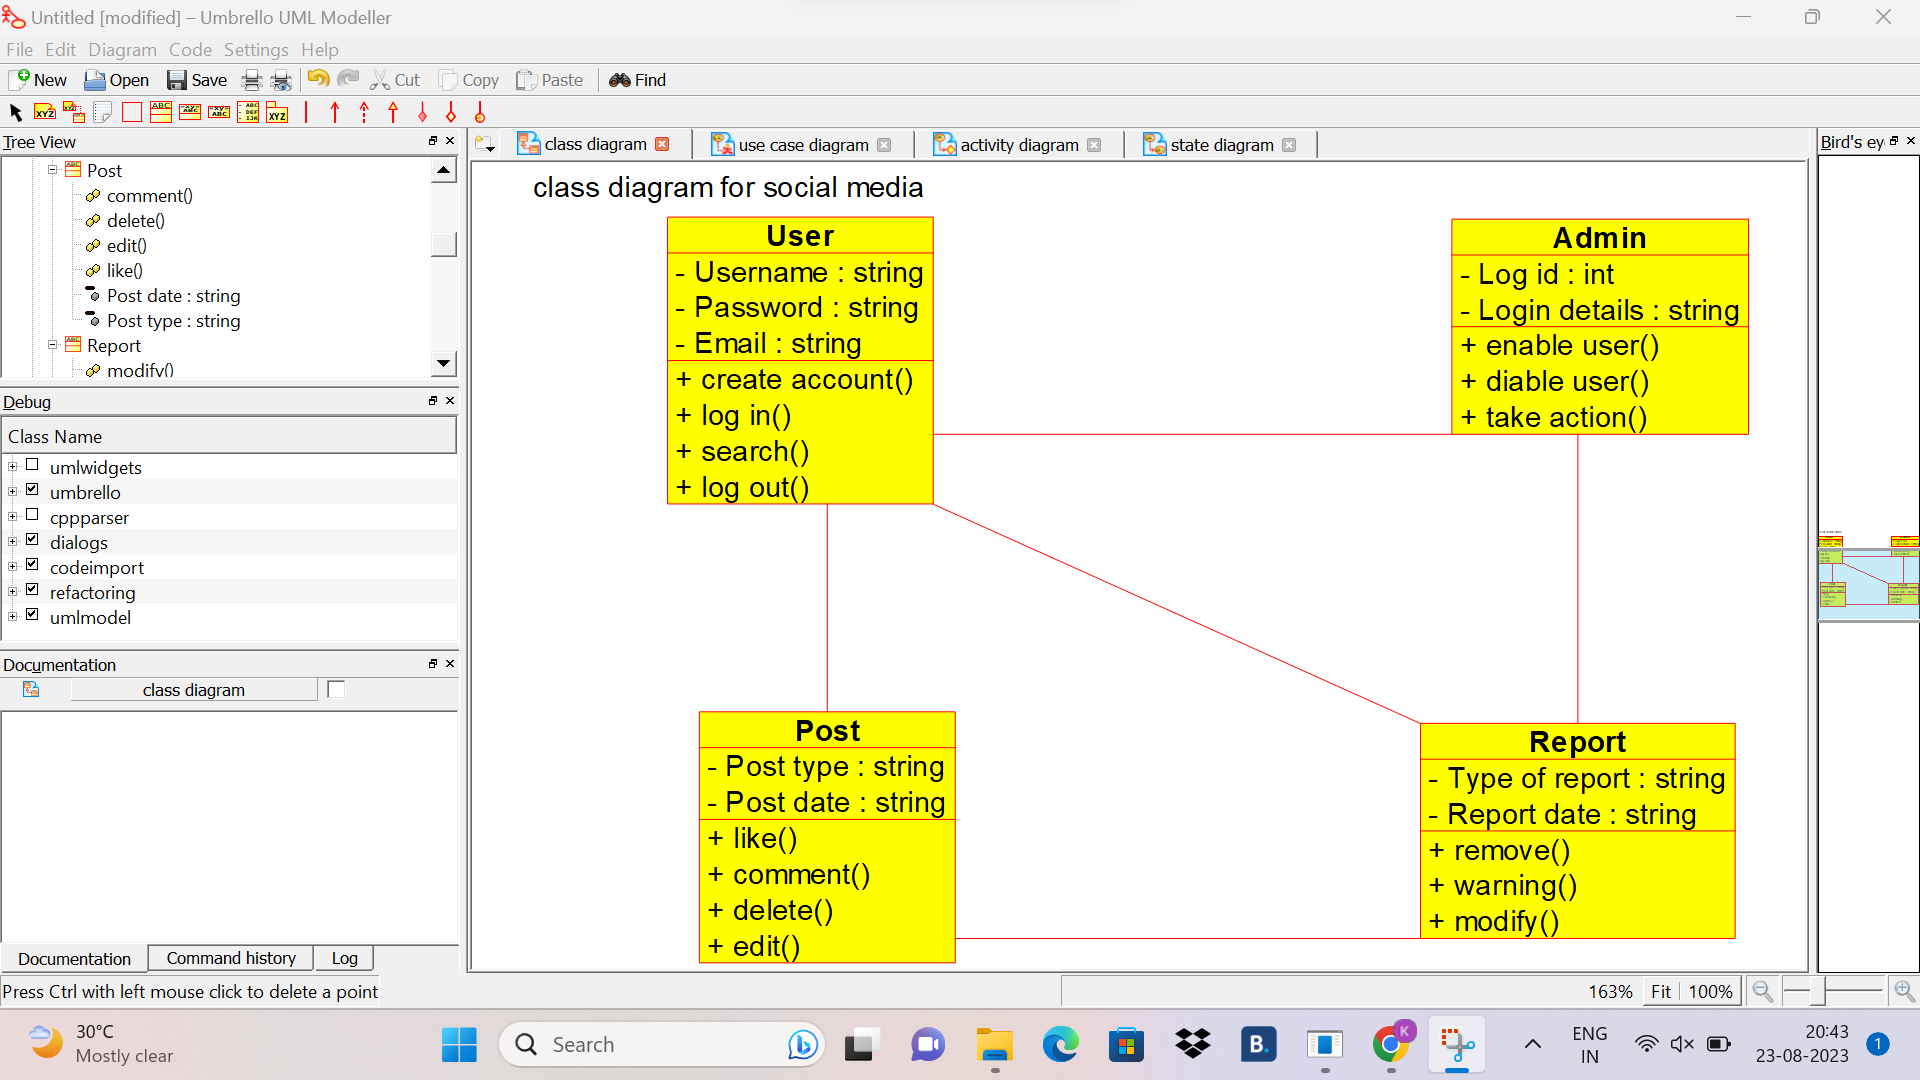 Untitled [modified] – Umbrello UML Modeller
File Edit Diagram Code Settings Help
New Open Save Cut Copy Paste Find
Tree View
Post
comment()
delete()
edit()
like()
Post date : string
Post type : string
Report
modify()
Debug
Class Name
umlwidgets
umbrello
cppparser
dialogs
codeimport
refactoring
umlmodel
Documentation
class diagram
Documentation Command history Log
Press Ctrl with left mouse click to delete a point
class diagram use case diagram activity diagram state diagram
class diagram for social media
User
- Username : string
- Password : string
- Email : string
+ create account()
+ log in()
+ search()
+ log out()
Admin
- Log id : int
- Login details : string
+ enable user()
+ diable user()
+ take action()
Post
- Post type : string
- Post date : string
+ like()
+ comment()
+ delete()
+ edit()
Report
- Type of report : string
- Report date : string
+ remove()
+ warning()
+ modify()
Bird's ey
163% Fit 100%
30°C
Mostly clear
Search
B.
K
ENG
IN
20:43
23-08-2023
1